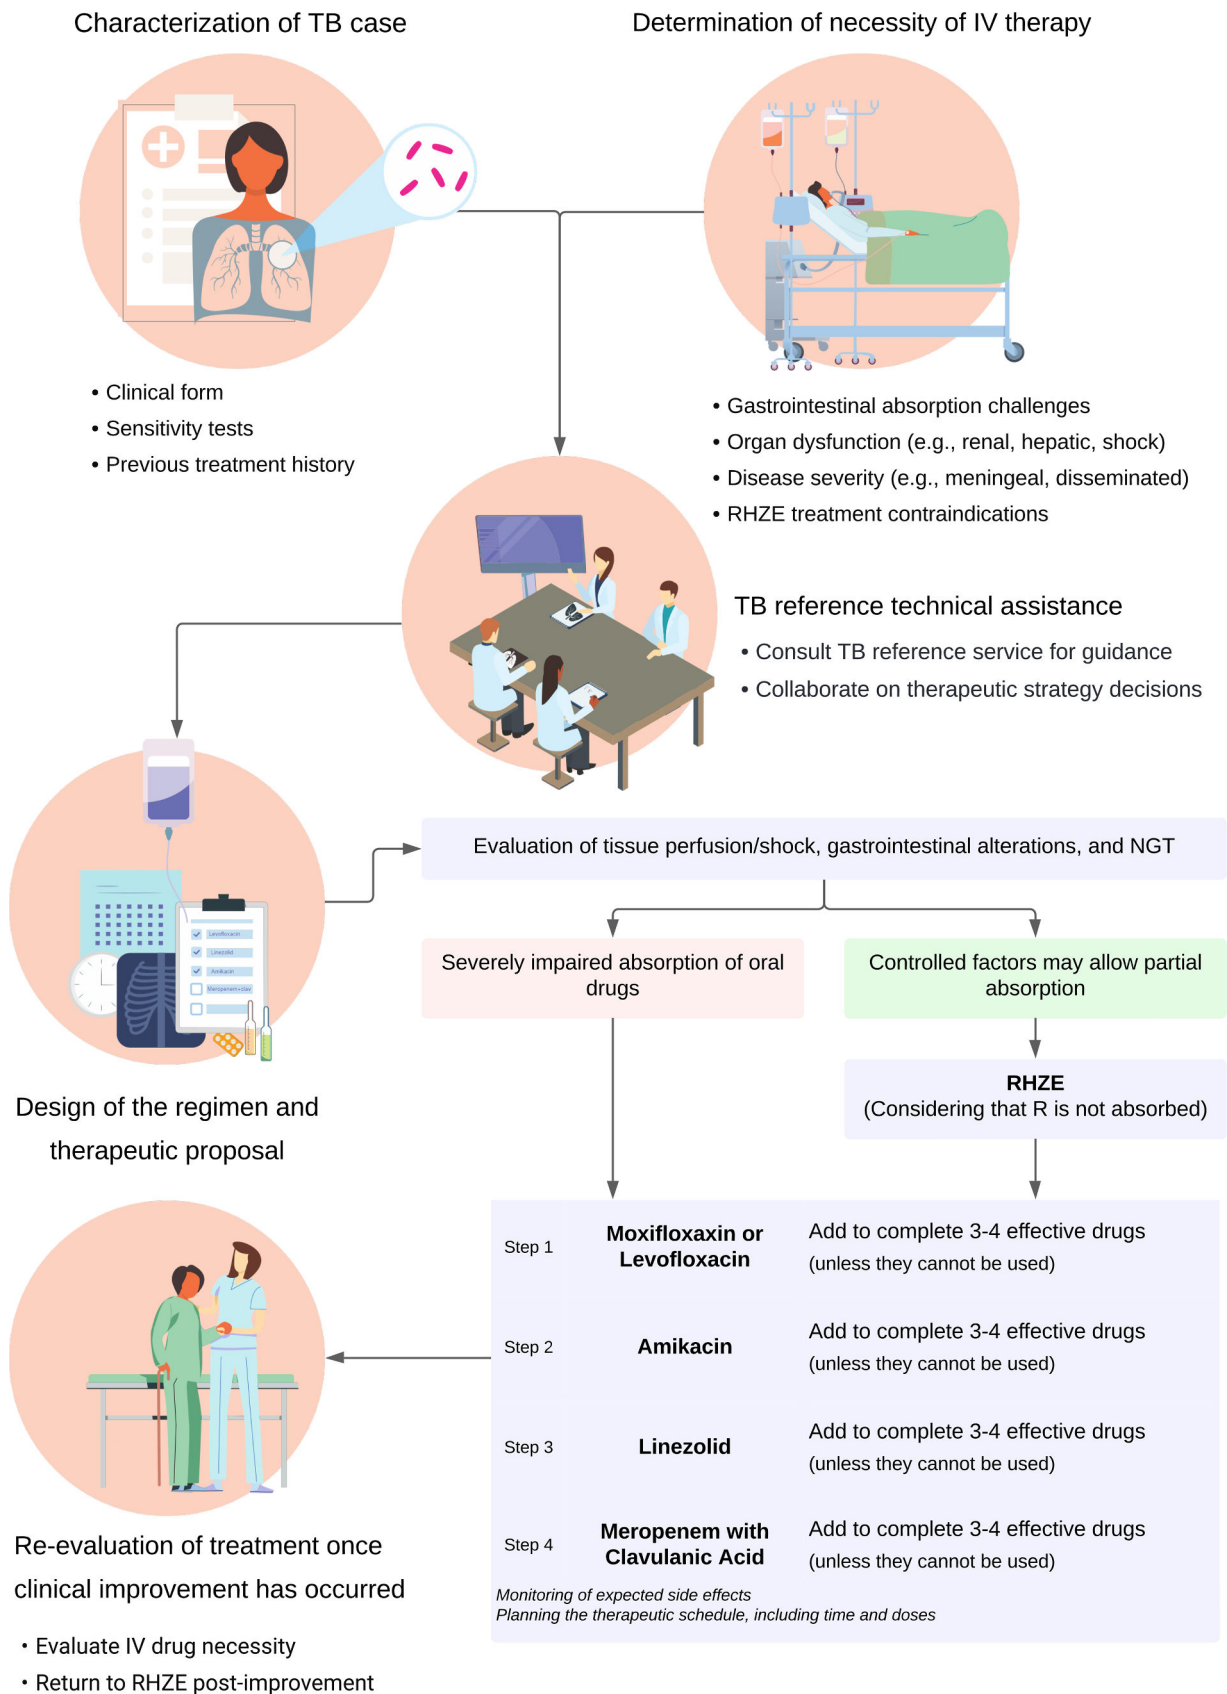 Characterization of TB case
Determination of necessity of IV therapy
• Clinical form
• Sensitivity tests
• Previous treatment history
• Gastrointestinal absorption challenges
• Organ dysfunction (e.g., renal, hepatic, shock)
• Disease severity (e.g., meningeal, disseminated)
• RHZE treatment contraindications
TB reference technical assistance
• Consult TB reference service for guidance
• Collaborate on therapeutic strategy decisions
Levofloxacin
Linezolid
Amikacin
Meropenem+clav
Design of the regimen and
therapeutic proposal
Evaluation of tissue perfusion/shock, gastrointestinal alterations, and NGT
Severely impaired absorption of oral
drugs
Controlled factors may allow partial
absorption
RHZE
(Considering that R is not absorbed)
Step 1
Moxifloxaxin or
Levofloxacin
Add to complete 3-4 effective drugs
(unless they cannot be used)
Step 2
Amikacin
Add to complete 3-4 effective drugs
(unless they cannot be used)
Step 3
Linezolid
Add to complete 3-4 effective drugs
(unless they cannot be used)
Step 4
Meropenem with
Clavulanic Acid
Add to complete 3-4 effective drugs
(unless they cannot be used)
Monitoring of expected side effects
Planning the therapeutic schedule, including time and doses
Re-evaluation of treatment once
clinical improvement has occurred
• Evaluate IV drug necessity
• Return to RHZE post-improvement